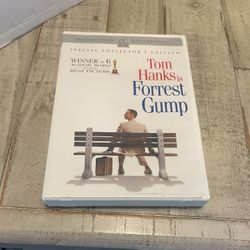 SPECIAL COLLECTOR'S EDITION
WINNER of 6
ACADEMY AWARDS
BEST PICTURE
Tom
Hanks is
Forrest
Gump